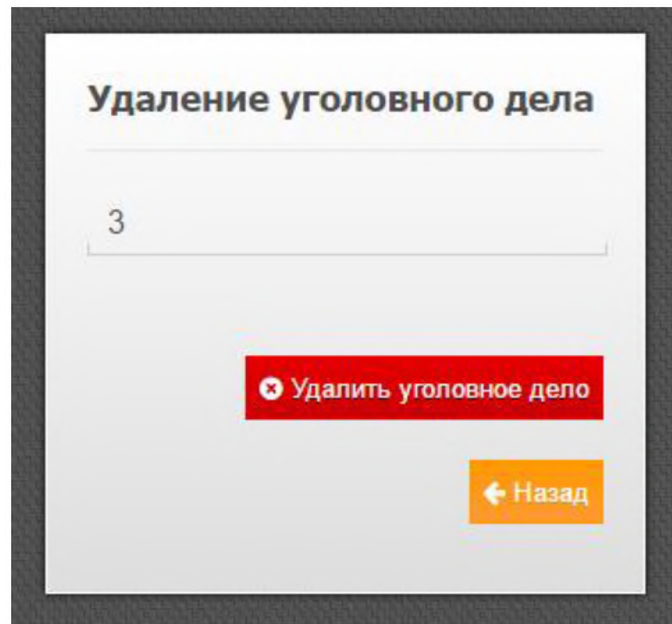 Удаление уголовного дела
3
Удалить уголовное дело
Назад